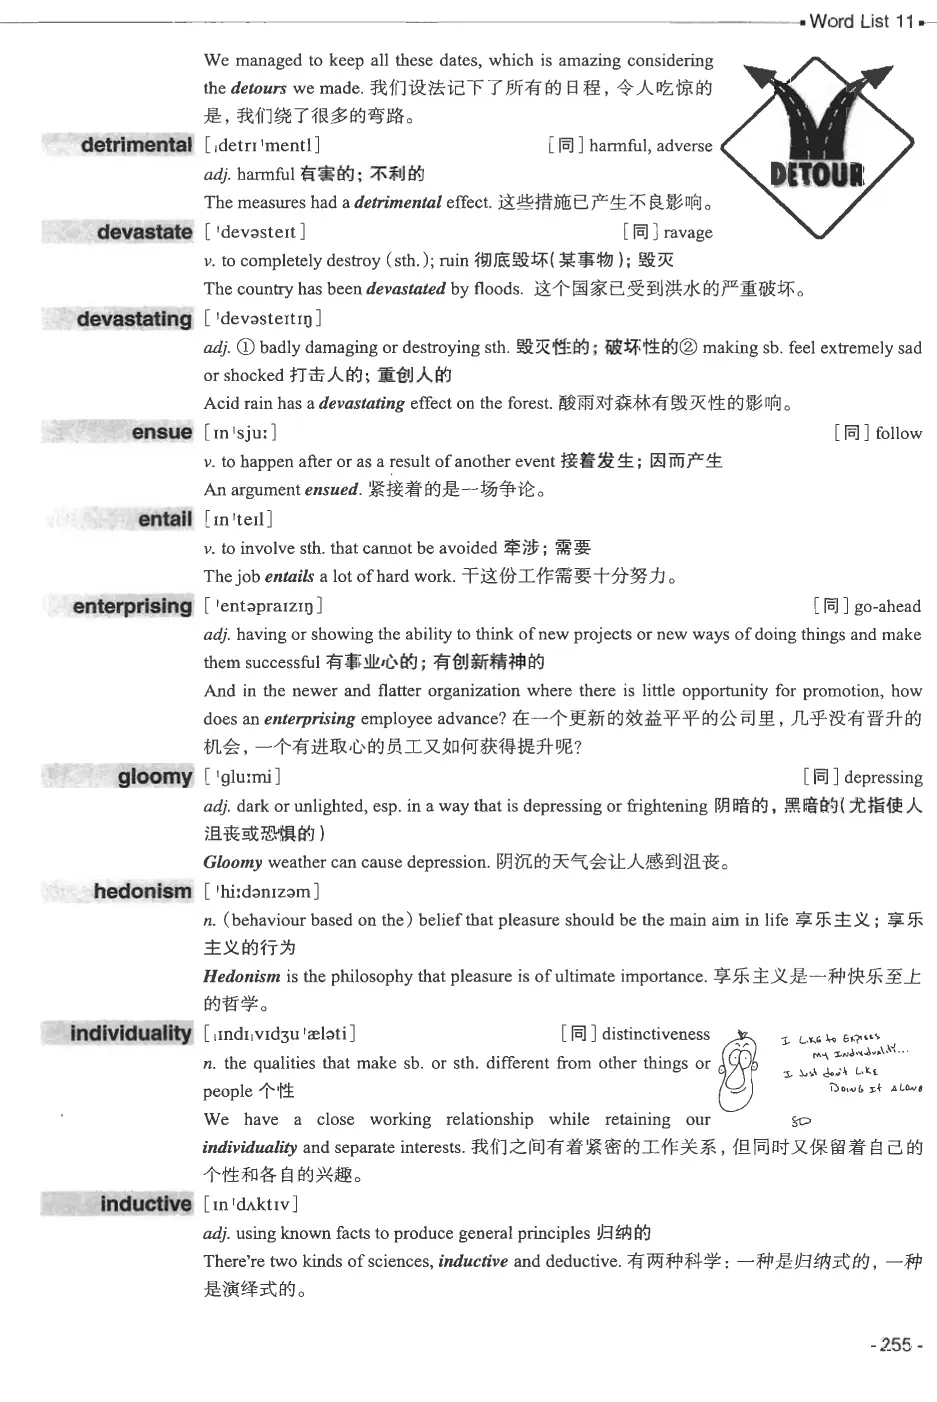 Word List 11
We managed to keep all these dates, which is amazing considering
the detours we made. 我们设法记下了所有的日程，令人吃惊的
是，我们绕了很多的弯路。
DETOUR
detrimental [ˌdetrɪˈmentl] [同] harmful, adverse
adj. harmful 有害的；不利的
The measures had a detrimental effect. 这些措施已产生不良影响。
devastate [ˈdevəsteɪt] [同] ravage
v. to completely destroy (sth.); ruin 彻底毁坏(某事物)；毁灭
The country has been devastated by floods. 这个国家已受到洪水的严重破坏。
devastating [ˈdevəsteɪtɪŋ]
adj. ① badly damaging or destroying sth. 毁灭性的；破坏性的② making sb. feel extremely sad
or shocked 打击人的；重创人的
Acid rain has a devastating effect on the forest. 酸雨对森林有毁灭性的影响。
ensue [ɪnˈsjuː] [同] follow
v. to happen after or as a result of another event 接着发生；因而产生
An argument ensued. 紧接着的是一场争论。
entail [ɪnˈteɪl]
v. to involve sth. that cannot be avoided 牵涉；需要
The job entails a lot of hard work. 干这份工作需要十分努力。
enterprising [ˈentəpraɪzɪŋ] [同] go-ahead
adj. having or showing the ability to think of new projects or new ways of doing things and make
them successful 有事业心的；有创新精神的
And in the newer and flatter organization where there is little opportunity for promotion, how
does an enterprising employee advance? 在一个更新的效益平平的公司里，几乎没有晋升的
机会，一个有进取心的员工又如何获得提升呢?
gloomy [ˈgluːmi] [同] depressing
adj. dark or unlighted, esp. in a way that is depressing or frightening 阴暗的，黑暗的(尤指使人
沮丧或恐惧的)
Gloomy weather can cause depression. 阴沉的天气会让人感到沮丧。
hedonism [ˈhiːdənɪzəm]
n. (behaviour based on the) belief that pleasure should be the main aim in life 享乐主义；享乐
主义的行为
Hedonism is the philosophy that pleasure is of ultimate importance. 享乐主义是一种快乐至上
的哲学。
individuality [ˌɪndɪˌvɪdʒuˈæləti] [同] distinctiveness
n. the qualities that make sb. or sth. different from other things or
people 个性
We have a close working relationship while retaining our
individuality and separate interests. 我们之间有着紧密的工作关系，但同时又保留着自己的
个性和各自的兴趣。
I LIKE to Express
my Individuality...
I Just don't LIKE
DOING It ALONE
inductive [ɪnˈdʌktɪv]
adj. using known facts to produce general principles 归纳的
There're two kinds of sciences, inductive and deductive. 有两种科学：一种是归纳式的，一种
是演绎式的。
- 255 -